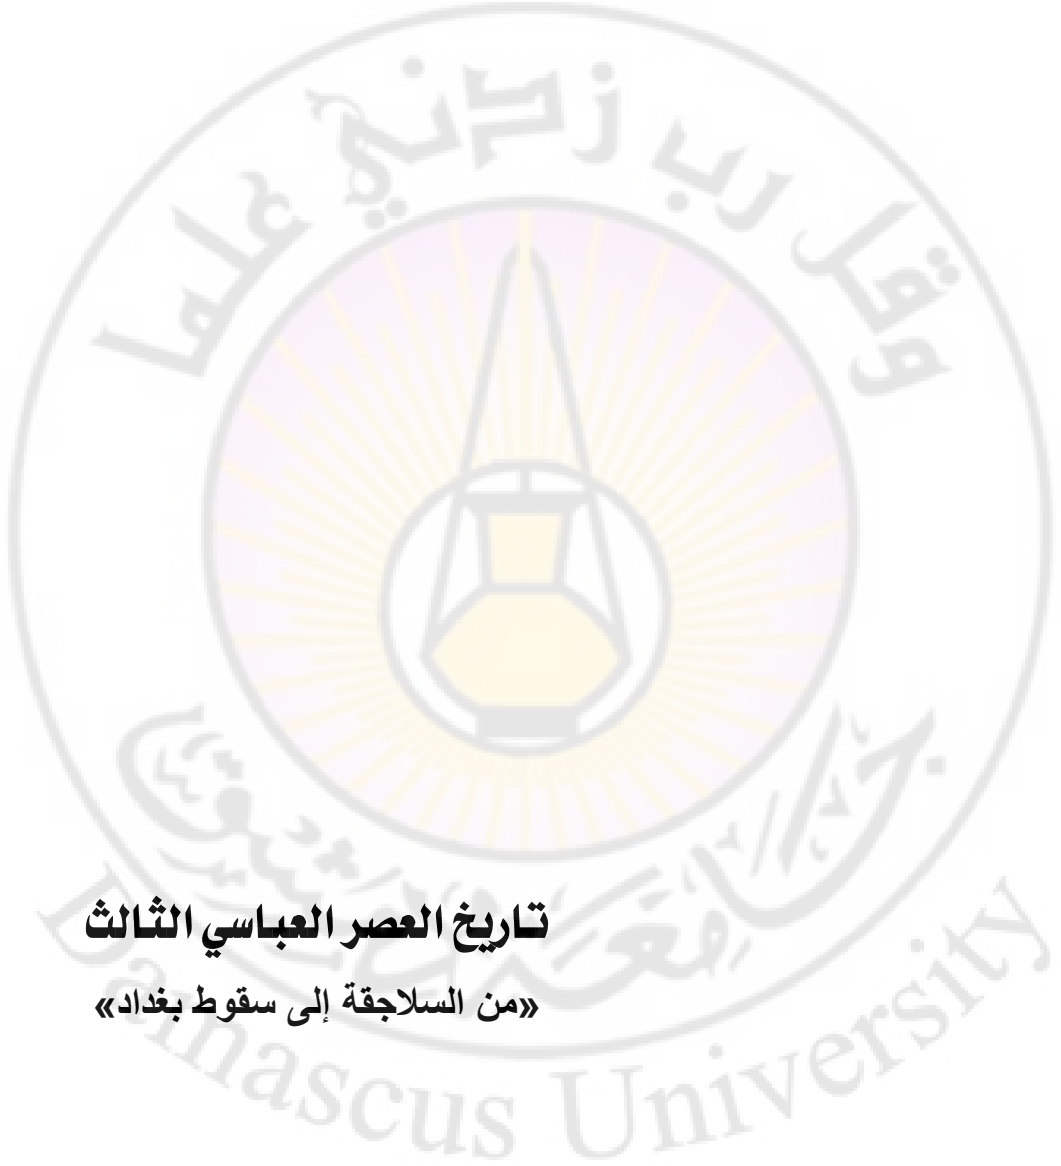 وقل رب زدني علما
جامعة دمشق
Damascus University
تاريخ العصر العباسي الثالث
«من السلاجقة إلى سقوط بغداد»